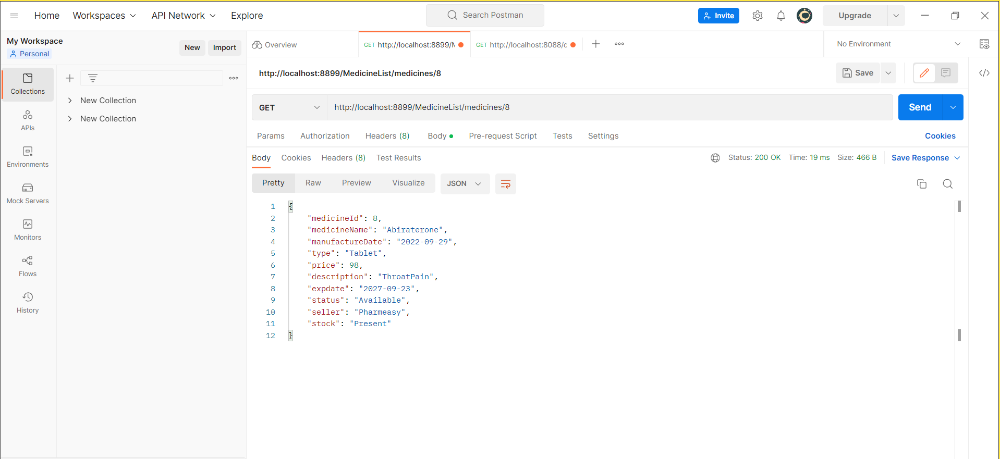 Home Workspaces API Network Explore Search Postman Invite Upgrade
My Workspace
Personal
New Import
Overview GET http://localhost:8899/M GET http://localhost:8088/c No Environment
http://localhost:8899/MedicineList/medicines/8 Save
Collections
New Collection
New Collection
APIs
Environments
Mock Servers
Monitors
Flows
History
GET http://localhost:8899/MedicineList/medicines/8 Send
Params Authorization Headers (8) Body Pre-request Script Tests Settings Cookies
Body Cookies Headers (8) Test Results Status: 200 OK Time: 19 ms Size: 466 B Save Response
Pretty Raw Preview Visualize JSON
1 {
2 "medicineId": 8,
3 "medicineName": "Abiraterone",
4 "manufactureDate": "2022-09-29",
5 "type": "Tablet",
6 "price": 98,
7 "description": "ThroatPain",
8 "expdate": "2027-09-23",
9 "status": "Available",
10 "seller": "Pharmeasy",
11 "stock": "Present"
12 }